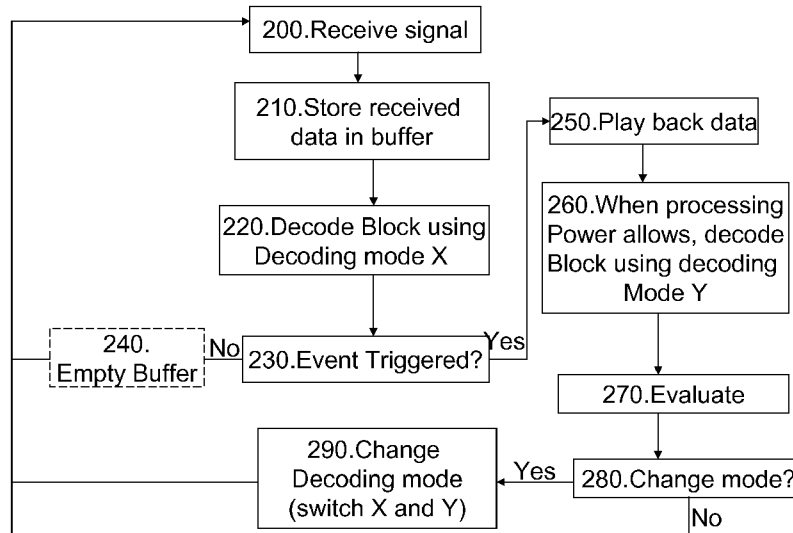 200.Receive signal
210.Store received
data in buffer
220.Decode Block using
Decoding mode X
230.Event Triggered?
No
240.
Empty Buffer
Yes
250.Play back data
260.When processing
Power allows, decode
Block using decoding
Mode Y
270.Evaluate
280.Change mode?
Yes
290.Change
Decoding mode
(switch X and Y)
No